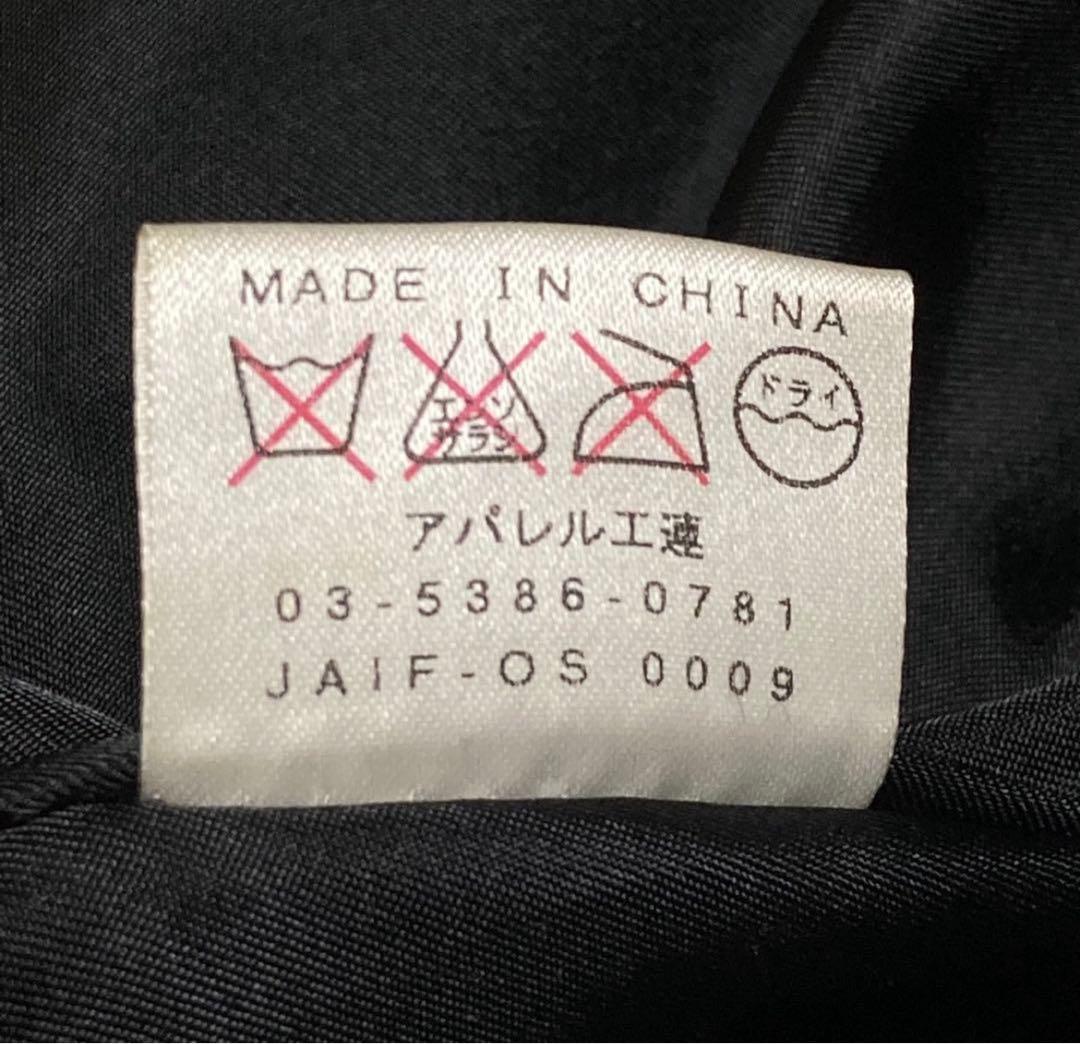 MADE IN CHINA
エンソ
サラシ
ドライ
アパレル工連
03-5386-0781
JAIF-OS 0009